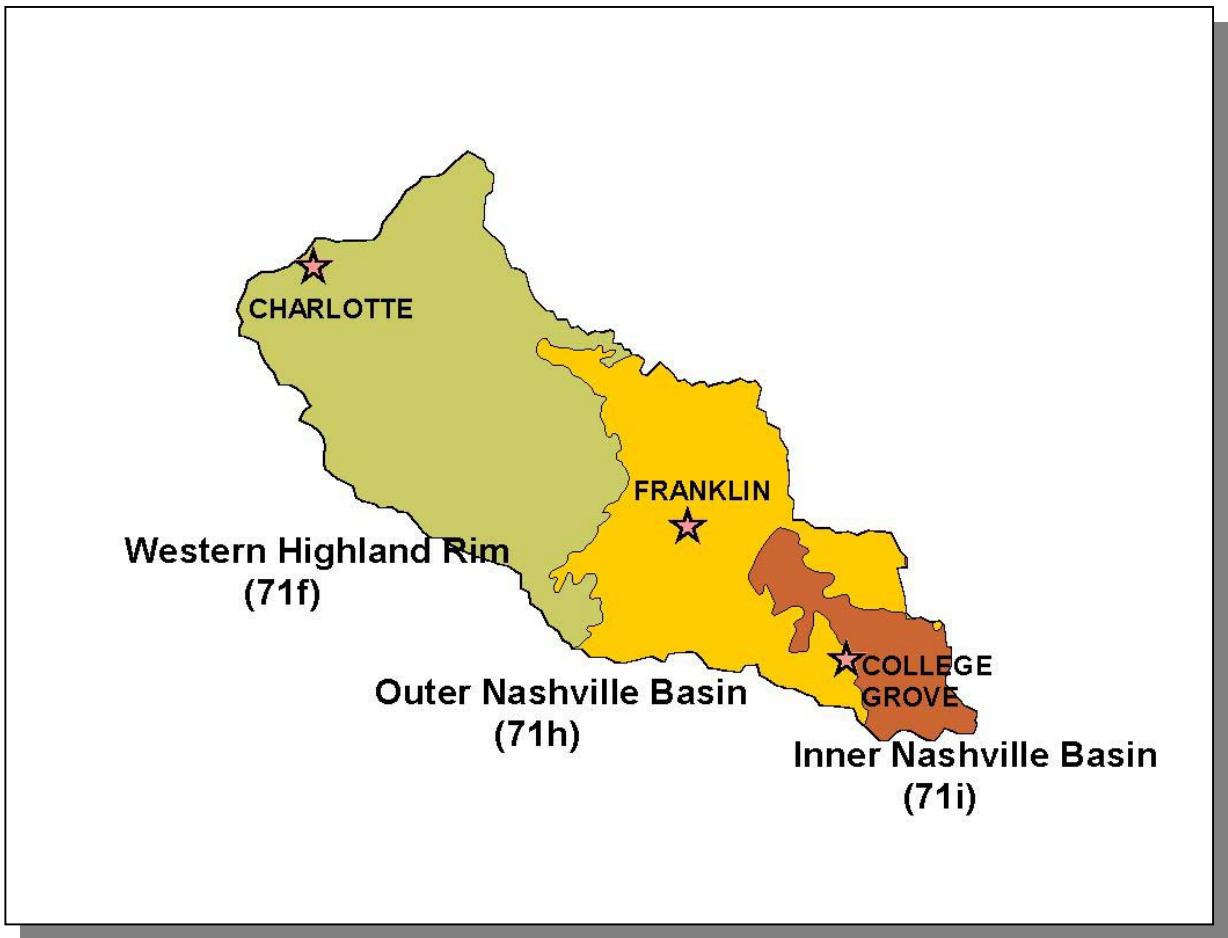 CHARLOTTE
FRANKLIN
Western Highland Rim
(71f)
COLLEGE
GROVE
Outer Nashville Basin
(71h)
Inner Nashville Basin
(71i)